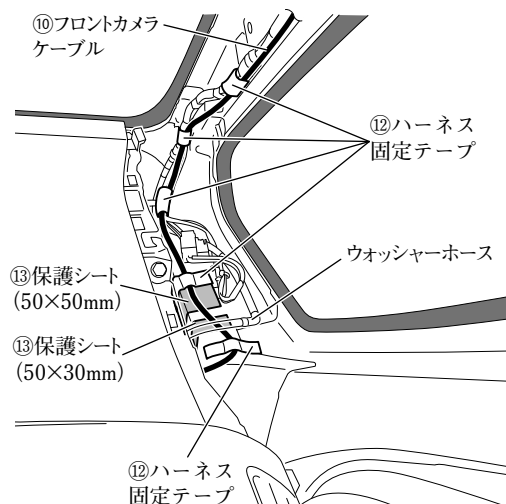 ⑩フロントカメラ
ケーブル
⑫ハーネス
固定テープ
ウォッシャーホース
⑬保護シート
(50×50mm)
⑬保護シート
(50×30mm)
⑫ハーネス
固定テープ